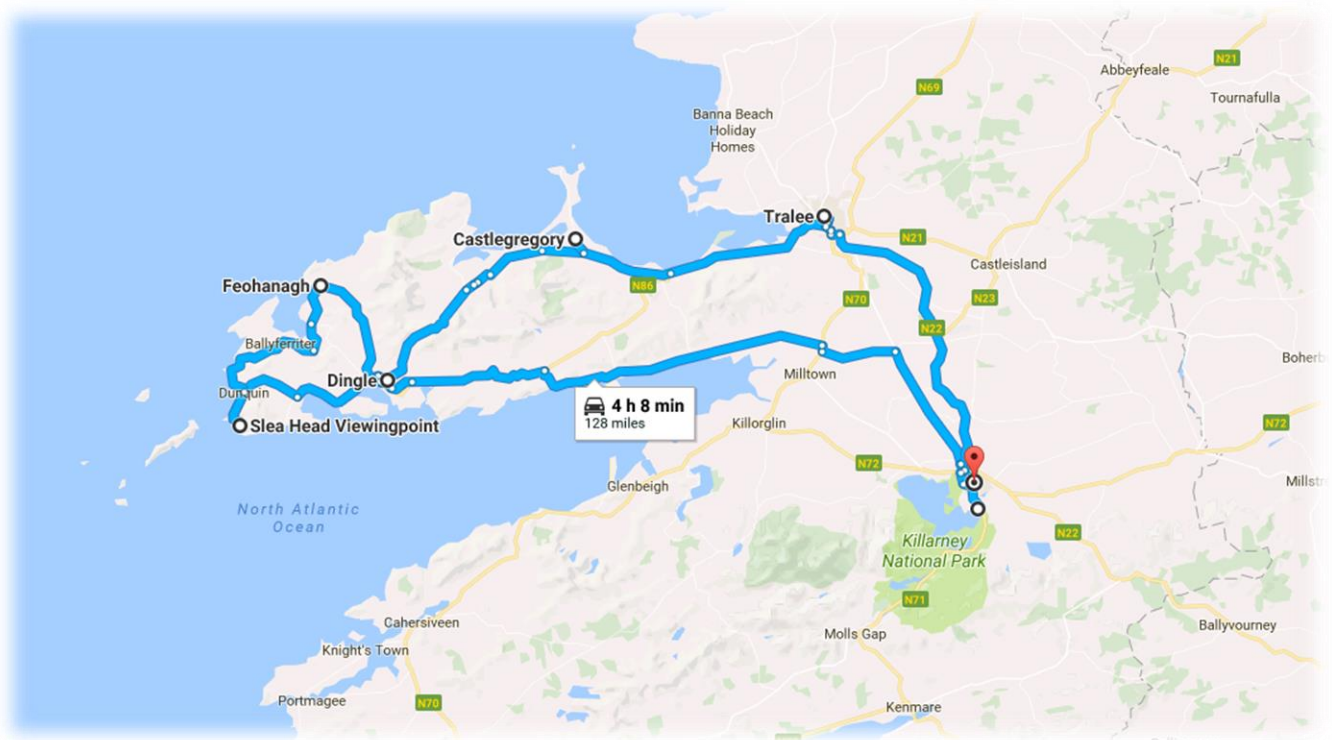 N21
Abbeyfeale
N69
Tournafulla
Banna Beach
Holiday
Homes
Tralee
Castlegregory
N21
Castleisland
Feohanagh
N86
N70
N23
N22
Ballyferriter
Boherb
Dingle
Milltown
Dunquin
4 h 8 min
128 miles
Slea Head Viewingpoint
Killorglin
N72
N72
Glenbeigh
Millstr
North Atlantic
Ocean
Killarney
National Park
N22
N71
Cahersiveen
Ballyvourney
Molls Gap
Knight's Town
Portmagee
N70
Kenmare